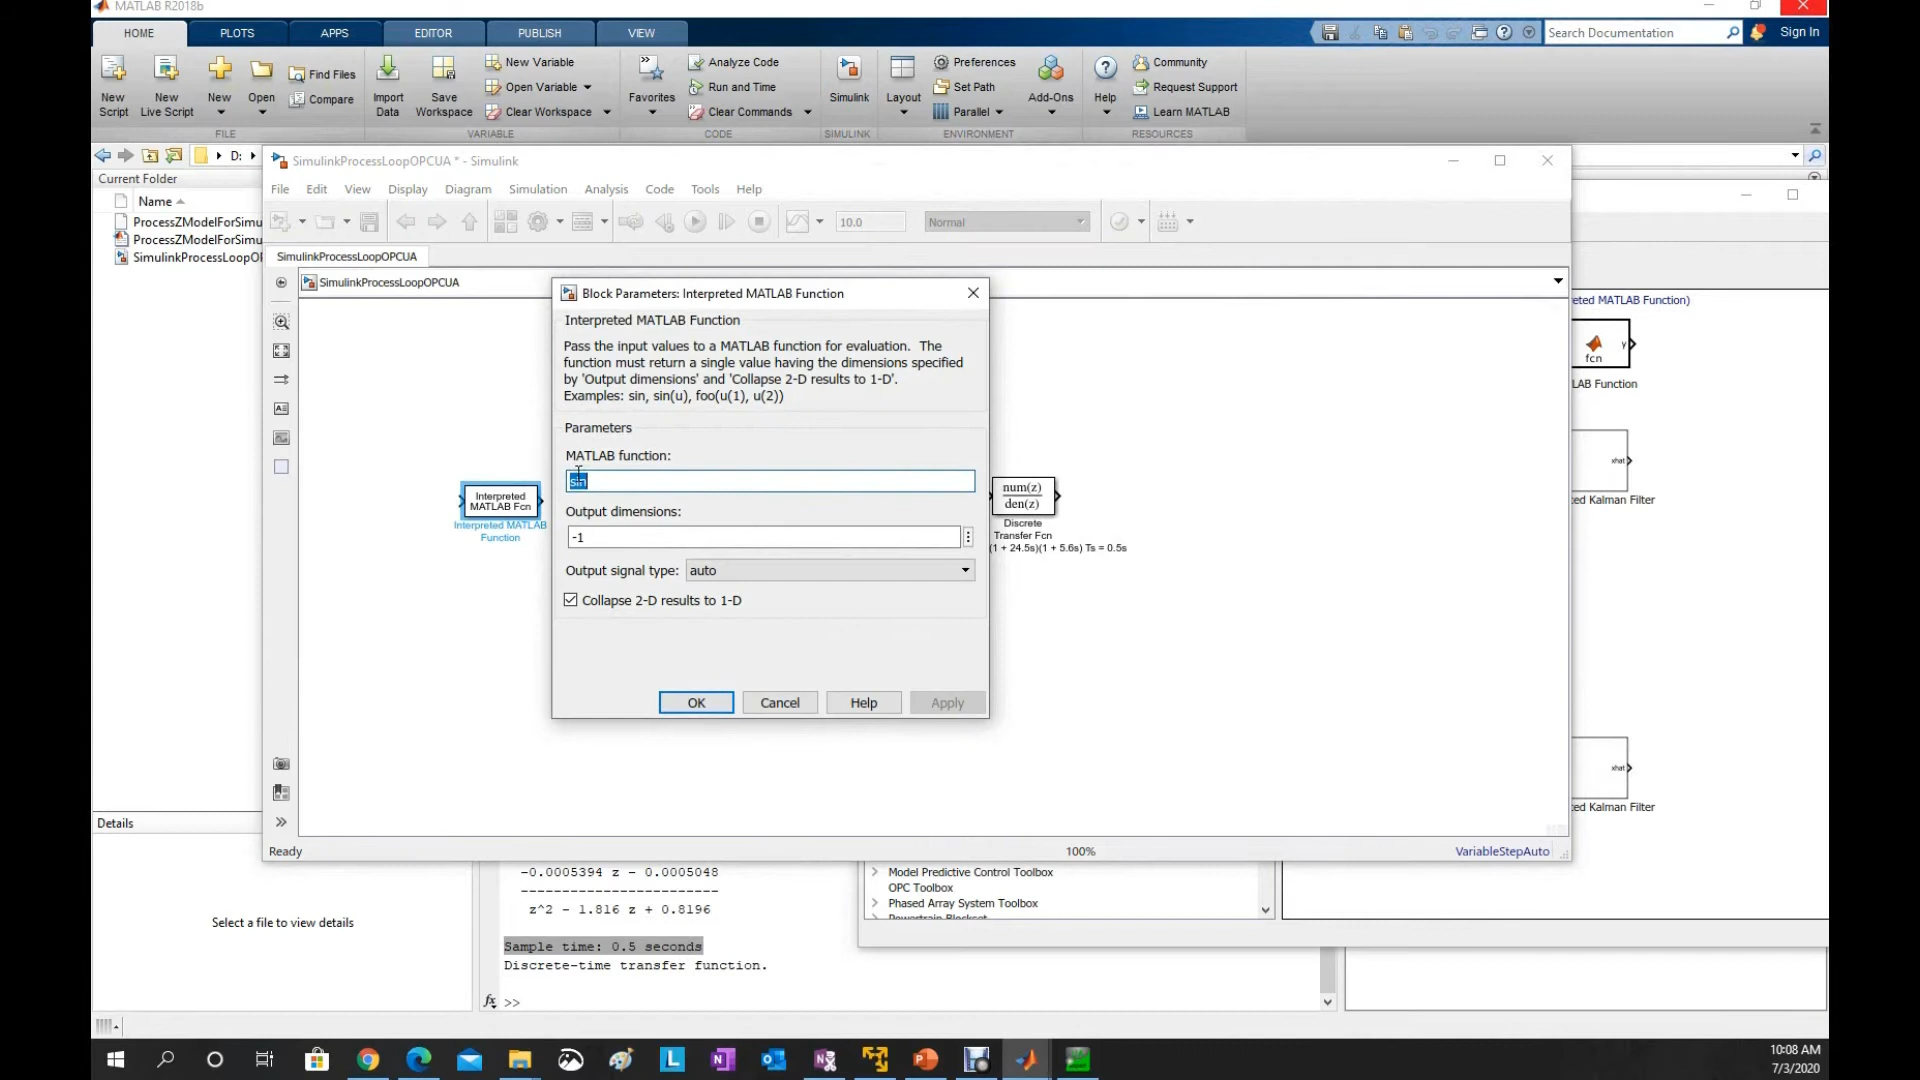 MATLAB R2018b
HOME
PLOTS
APPS
EDITOR
PUBLISH
VIEW
Search Documentation
Sign In
New Script
New Live Script
New
Open
Find Files
Compare
Import Data
Save Workspace
New Variable
Open Variable
Clear Workspace
Favorites
Analyze Code
Run and Time
Clear Commands
Simulink
Layout
Preferences
Set Path
Parallel
Add-Ons
Help
Community
Request Support
Learn MATLAB
FILE
VARIABLE
CODE
SIMULINK
ENVIRONMENT
RESOURCES
D:
Current Folder
Name
ProcessZModelForSimu
ProcessZModelForSimu
SimulinkProcessLoopOP
SimulinkProcessLoopOPCUA * - Simulink
File Edit View Display Diagram Simulation Analysis Code Tools Help
10.0
Normal
SimulinkProcessLoopOPCUA
SimulinkProcessLoopOPCUA
Block Parameters: Interpreted MATLAB Function
Interpreted MATLAB Function
Pass the input values to a MATLAB function for evaluation. The
function must return a single value having the dimensions specified
by 'Output dimensions' and 'Collapse 2-D results to 1-D'.
Examples: sin, sin(u), foo(u(1), u(2))
Parameters
MATLAB function:
sin
Output dimensions:
-1
Output signal type: auto
Collapse 2-D results to 1-D
OK
Cancel
Help
Apply
Interpreted
MATLAB Fcn
Interpreted MATLAB
Function
num(z)
den(z)
Discrete
Transfer Fcn
(1 + 24.5s)(1 + 5.6s) Ts = 0.5s
eted MATLAB Function)
y
fcn
LAB Function
xhat
ed Kalman Filter
xhat
ed Kalman Filter
Ready
100%
VariableStepAuto
Details
Select a file to view details
-0.0005394 z - 0.0005048
-----------------------
z^2 - 1.816 z + 0.8196
Sample time: 0.5 seconds
Discrete-time transfer function.
fx >>
Model Predictive Control Toolbox
OPC Toolbox
Phased Array System Toolbox
Powertrain Blockset
10:08 AM
7/3/2020